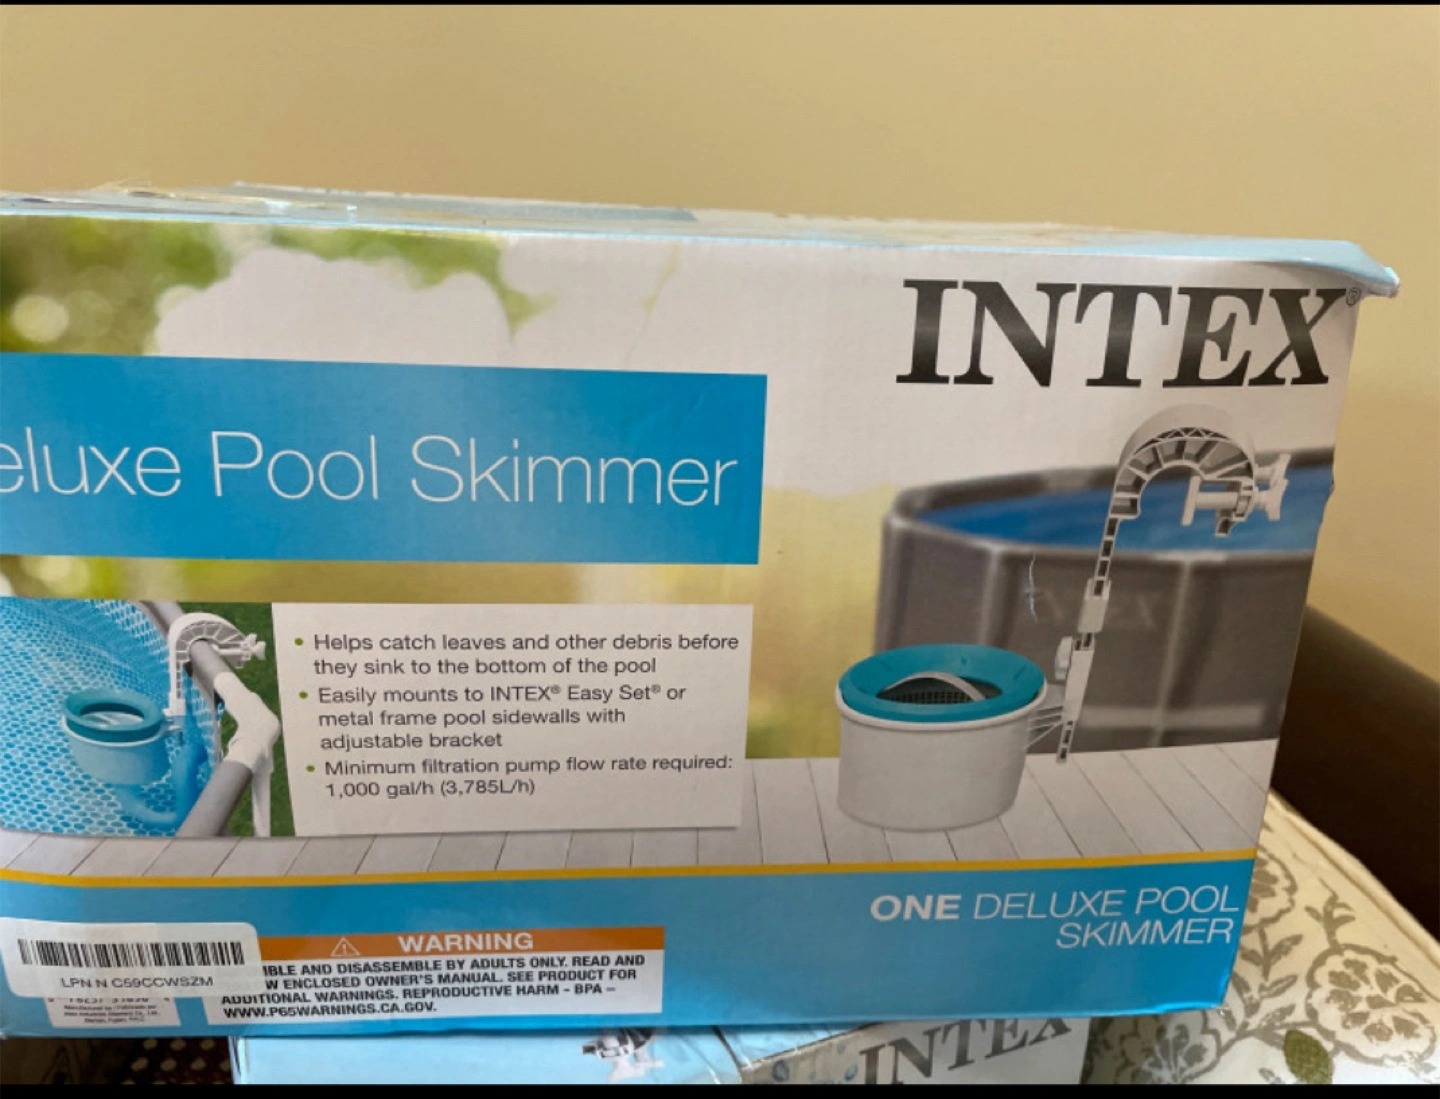 INTEX®
eluxe Pool Skimmer
• Helps catch leaves and other debris before
they sink to the bottom of the pool
• Easily mounts to INTEX® Easy Set® or
metal frame pool sidewalls with
adjustable bracket
• Minimum filtration pump flow rate required:
1,000 gal/h (3,785L/h)
INTEX
ONE DELUXE POOL
SKIMMER
WARNING
IBLE AND DISASSEMBLE BY ADULTS ONLY. READ AND
W ENCLOSED OWNER'S MANUAL. SEE PRODUCT FOR
ADDITIONAL WARNINGS. REPRODUCTIVE HARM - BPA –
WWW.P65WARNINGS.CA.GOV.
LPN N C59CCWSZM
INTEX